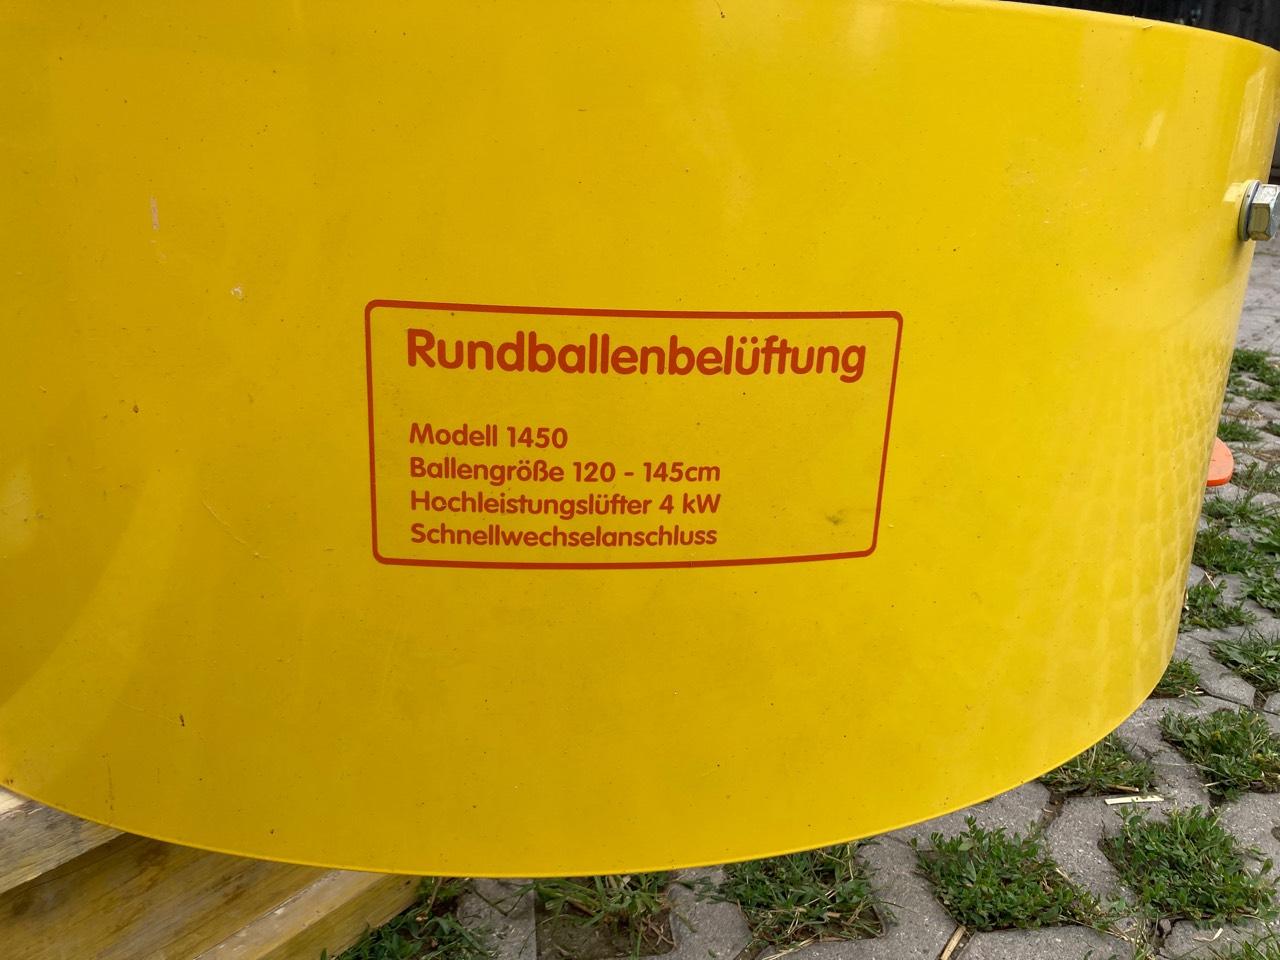 Rundballenbelüftung
Modell 1450
Ballengröße 120 - 145cm
Hochleistungslüfter 4 kW
Schnellwechselanschluss